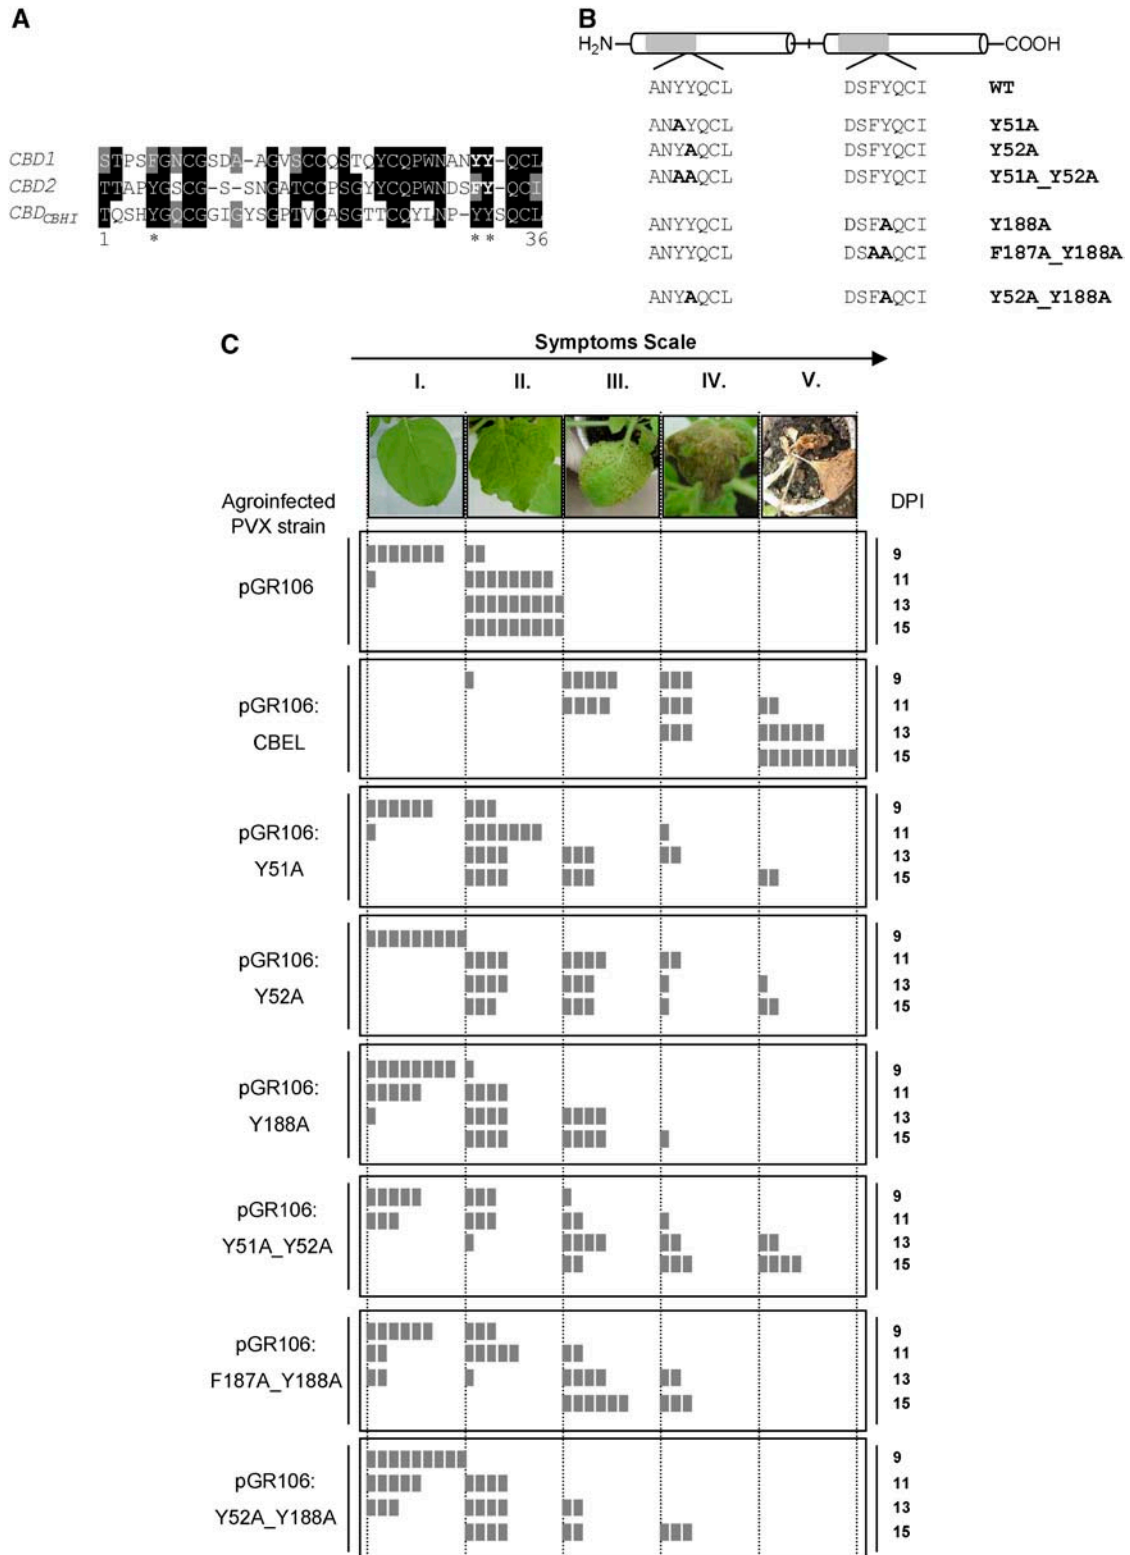 A
CBD1 STPSFGNCGSDA-AGVSCCQSTQYCQPWNANYY-QCL
CBD2 TTAPYGSCG-S-SNGATCCPSGYYCQPWNDSFY-QCI
CBD CBHI TQSHYGQCGGIGYSGPTVCASGTTCQYLNP-YYSQCL
1 * * * 36
B
H2N COOH
ANYYQCL DSFYQCI WT
ANAYQCL DSFYQCI Y51A
ANYAQCL DSFYQCI Y52A
ANAAQCL DSFYQCI Y51A_Y52A
ANYYQCL DSFAQCI Y188A
ANYYQCL DSAAQCI F187A_Y188A
ANYAQCL DSFAQCI Y52A_Y188A
C
Symptoms Scale
I. II. III. IV. V.
Agroinfected
PVX strain
DPI
pGR106
9
11
13
15
pGR106:
CBEL
9
11
13
15
pGR106:
Y51A
9
11
13
15
pGR106:
Y52A
9
11
13
15
pGR106:
Y188A
9
11
13
15
pGR106:
Y51A_Y52A
9
11
13
15
pGR106:
F187A_Y188A
9
11
13
15
pGR106:
Y52A_Y188A
9
11
13
15